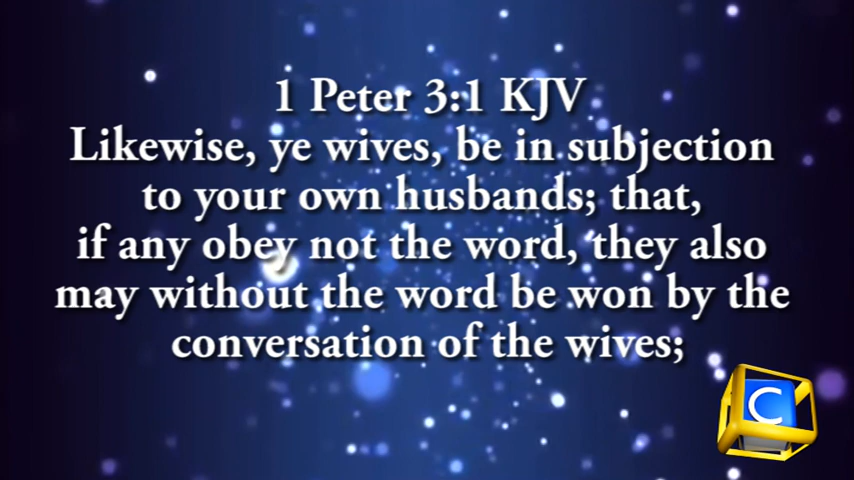 1 Peter 3:1 KJV
Likewise, ye wives, be in subjection
to your own husbands; that,
if any obey not the word, they also
may without the word be won by the
conversation of the wives;
C